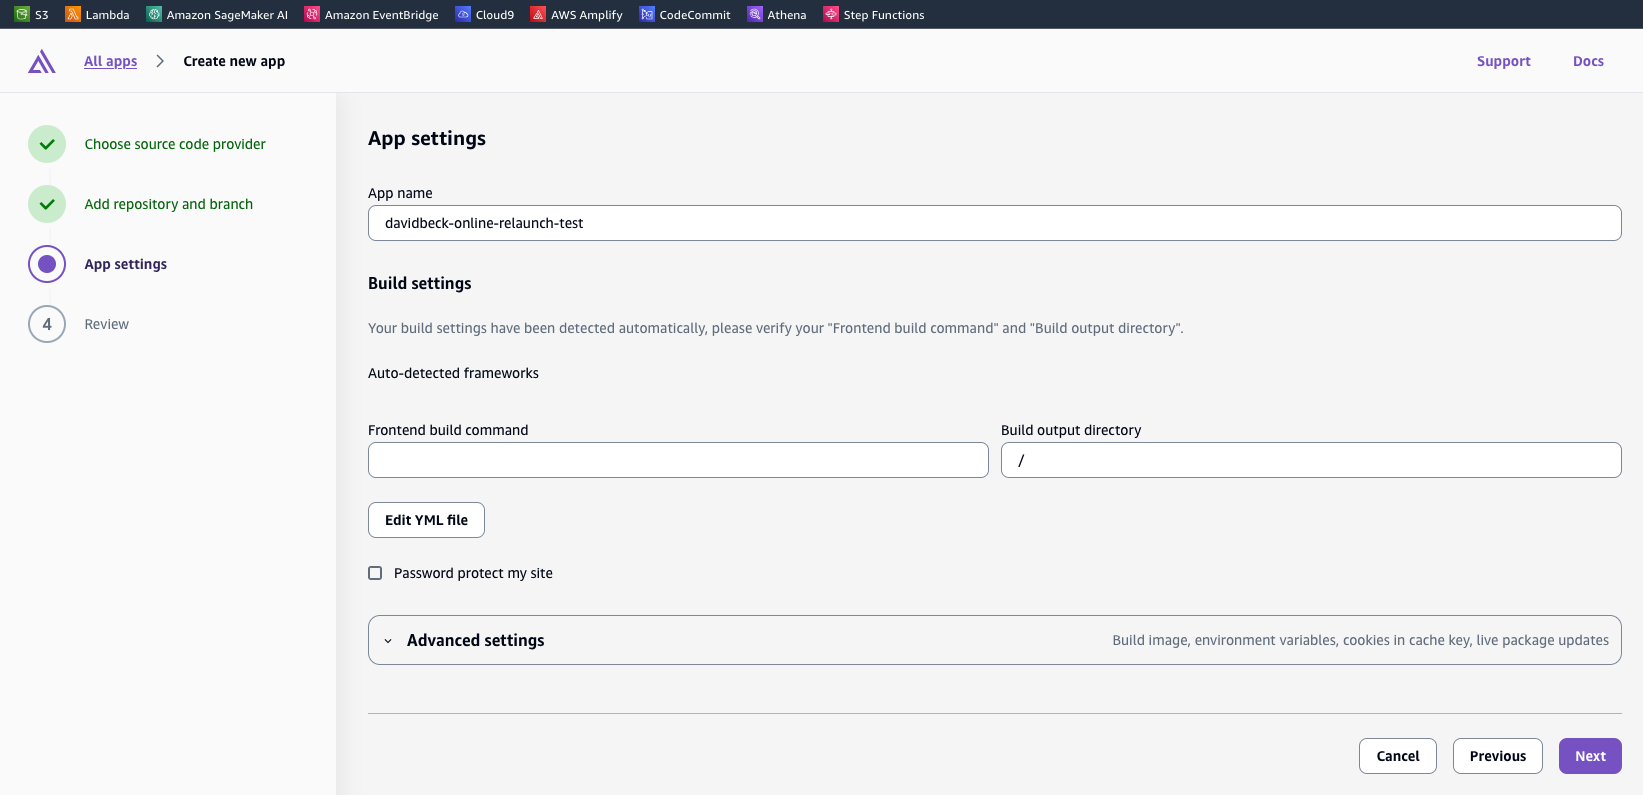 S3 Lambda Amazon SageMaker AI Amazon EventBridge Cloud9 AWS Amplify CodeCommit Athena Step Functions
All apps Create new app Support Docs
Choose source code provider
Add repository and branch
App settings
4 Review
App settings
App name
davidbeck-online-relaunch-test
Build settings
Your build settings have been detected automatically, please verify your "Frontend build command" and "Build output directory".
Auto-detected frameworks
Frontend build command Build output directory
/
Edit YML file
Password protect my site
Advanced settings Build image, environment variables, cookies in cache key, live package updates
Cancel Previous Next